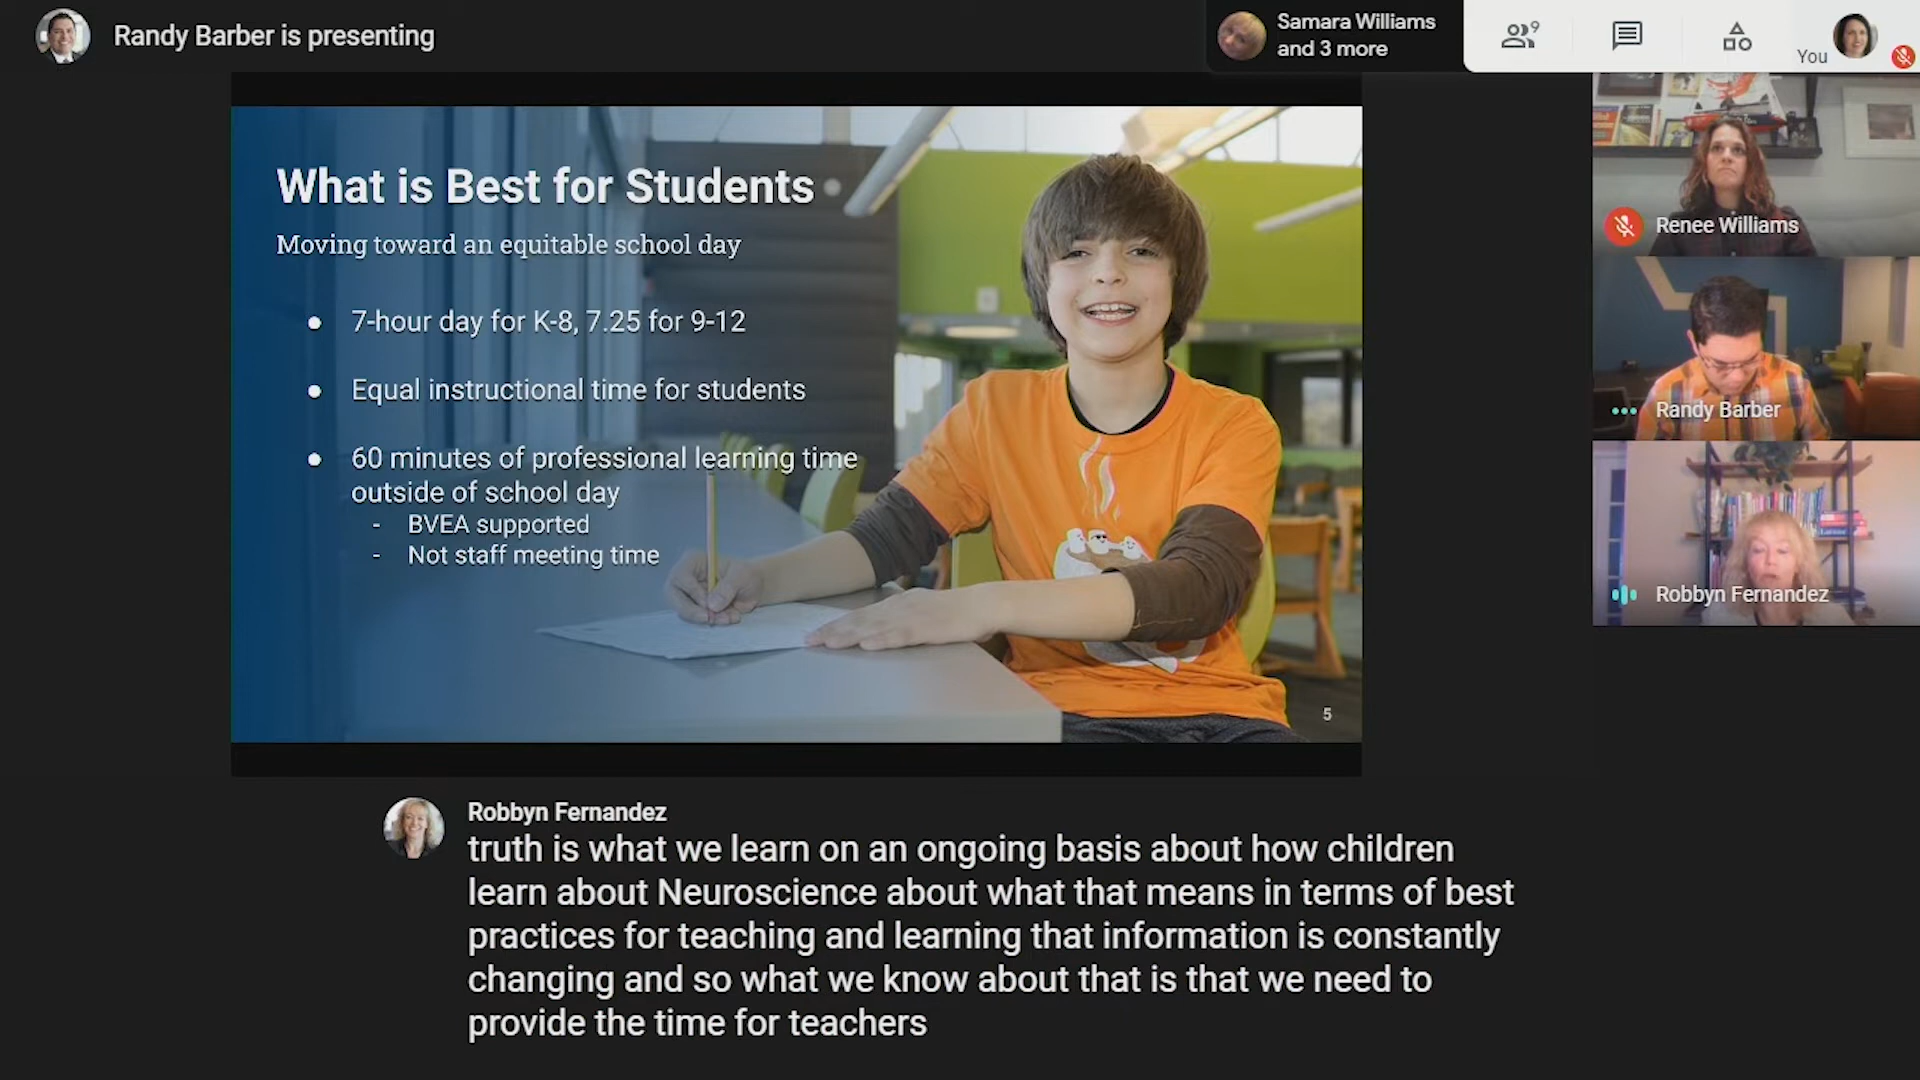 Randy Barber is presenting
Samara Williams
and 3 more
9
You
What is Best for Students
Moving toward an equitable school day
● 7-hour day for K-8, 7.25 for 9-12
● Equal instructional time for students
● 60 minutes of professional learning time
outside of school day
- BVEA supported
- Not staff meeting time
5
Renee Williams
Randy Barber
Robbyn Fernandez
Robbyn Fernandez
truth is what we learn on an ongoing basis about how children
learn about Neuroscience about what that means in terms of best
practices for teaching and learning that information is constantly
changing and so what we know about that is that we need to
provide the time for teachers